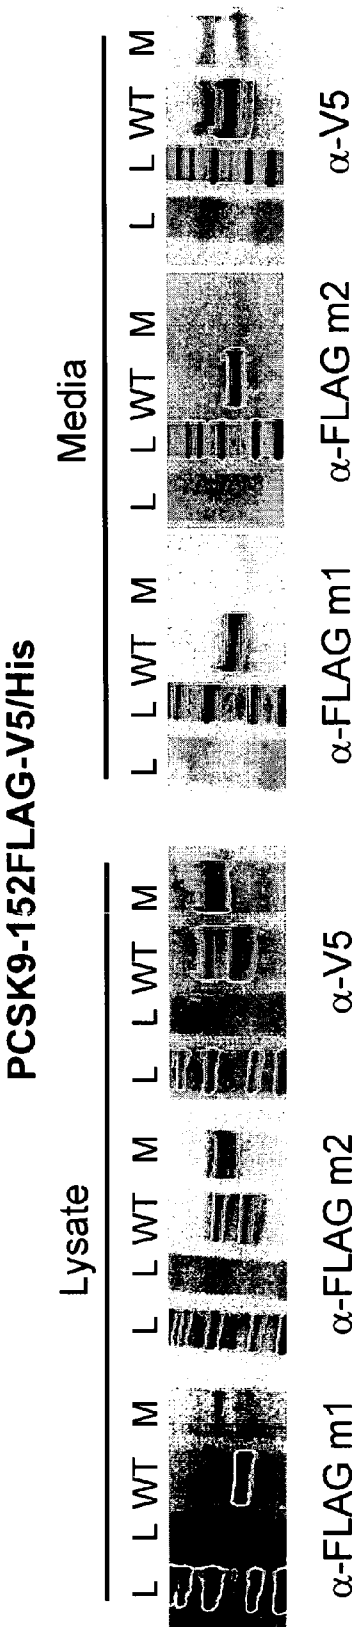 PCSK9-152FLAG-V5/His
Lysate Media
L L WT M L L WT M L L WT M L L WT M L L WT M L L WT M
α-FLAG m1 α-FLAG m2 α-V5 α-FLAG m1 α-FLAG m2 α-V5